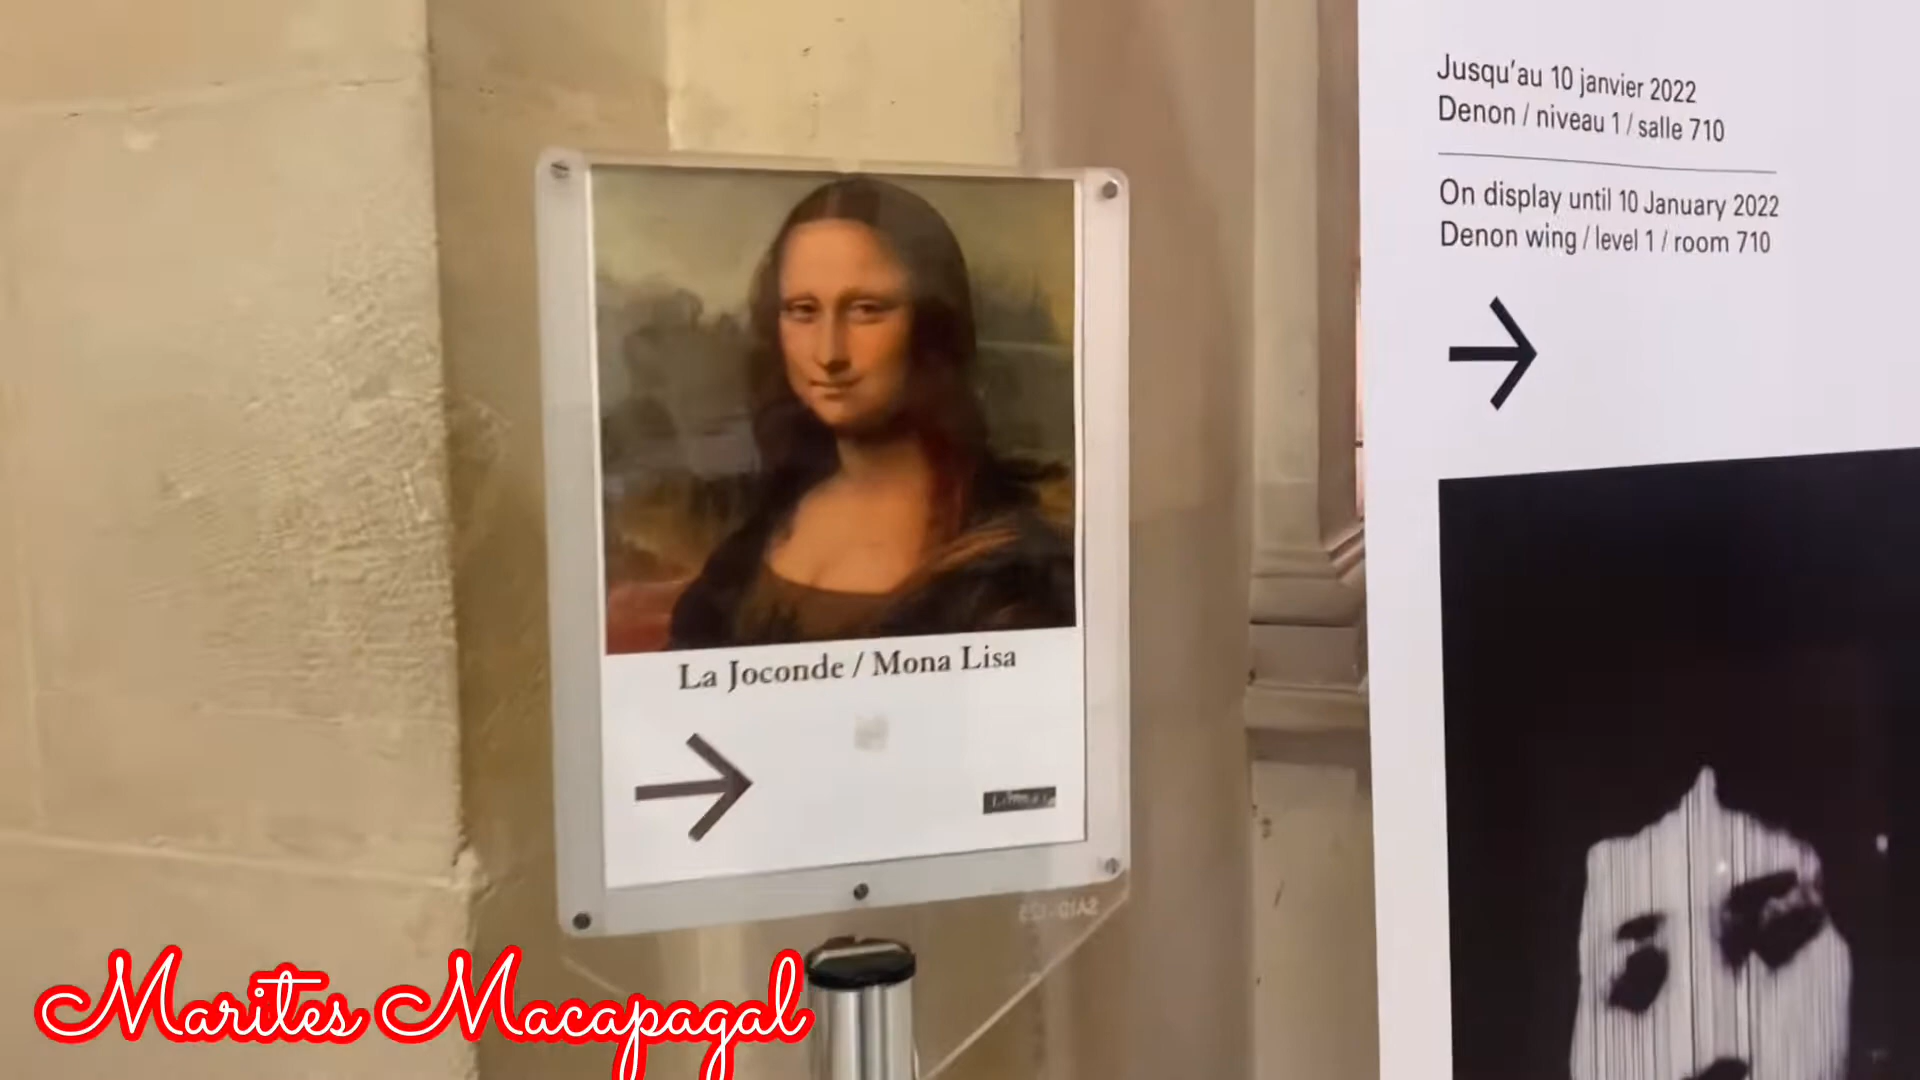 Jusqu'au 10 janvier 2022
Denon / niveau 1 / salle 710
On display until 10 January 2022
Denon wing / level 1 / room 710
La Joconde / Mona Lisa
Marites Macapagal